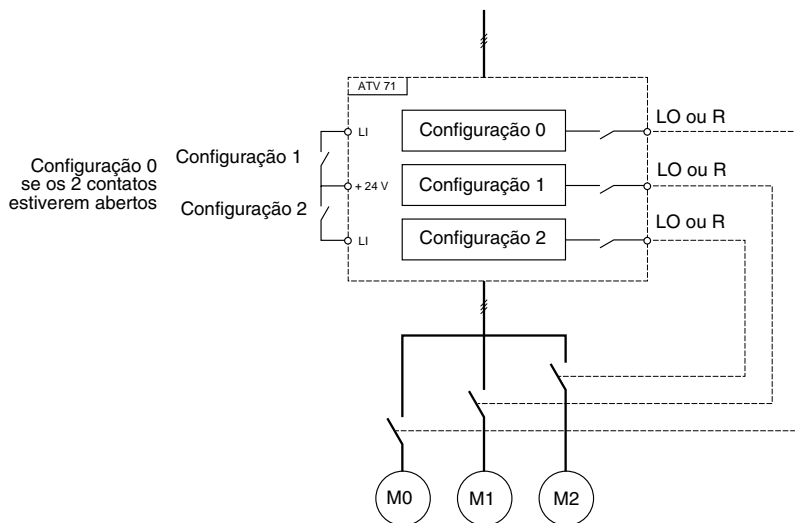 ATV 71
Configuração 0
LO ou R
LI
Configuração 1
Configuração 0
se os 2 contatos
estiverem abertos
+ 24 V
Configuração 1
LO ou R
Configuração 2
LI
Configuração 2
LO ou R
M0
M1
M2